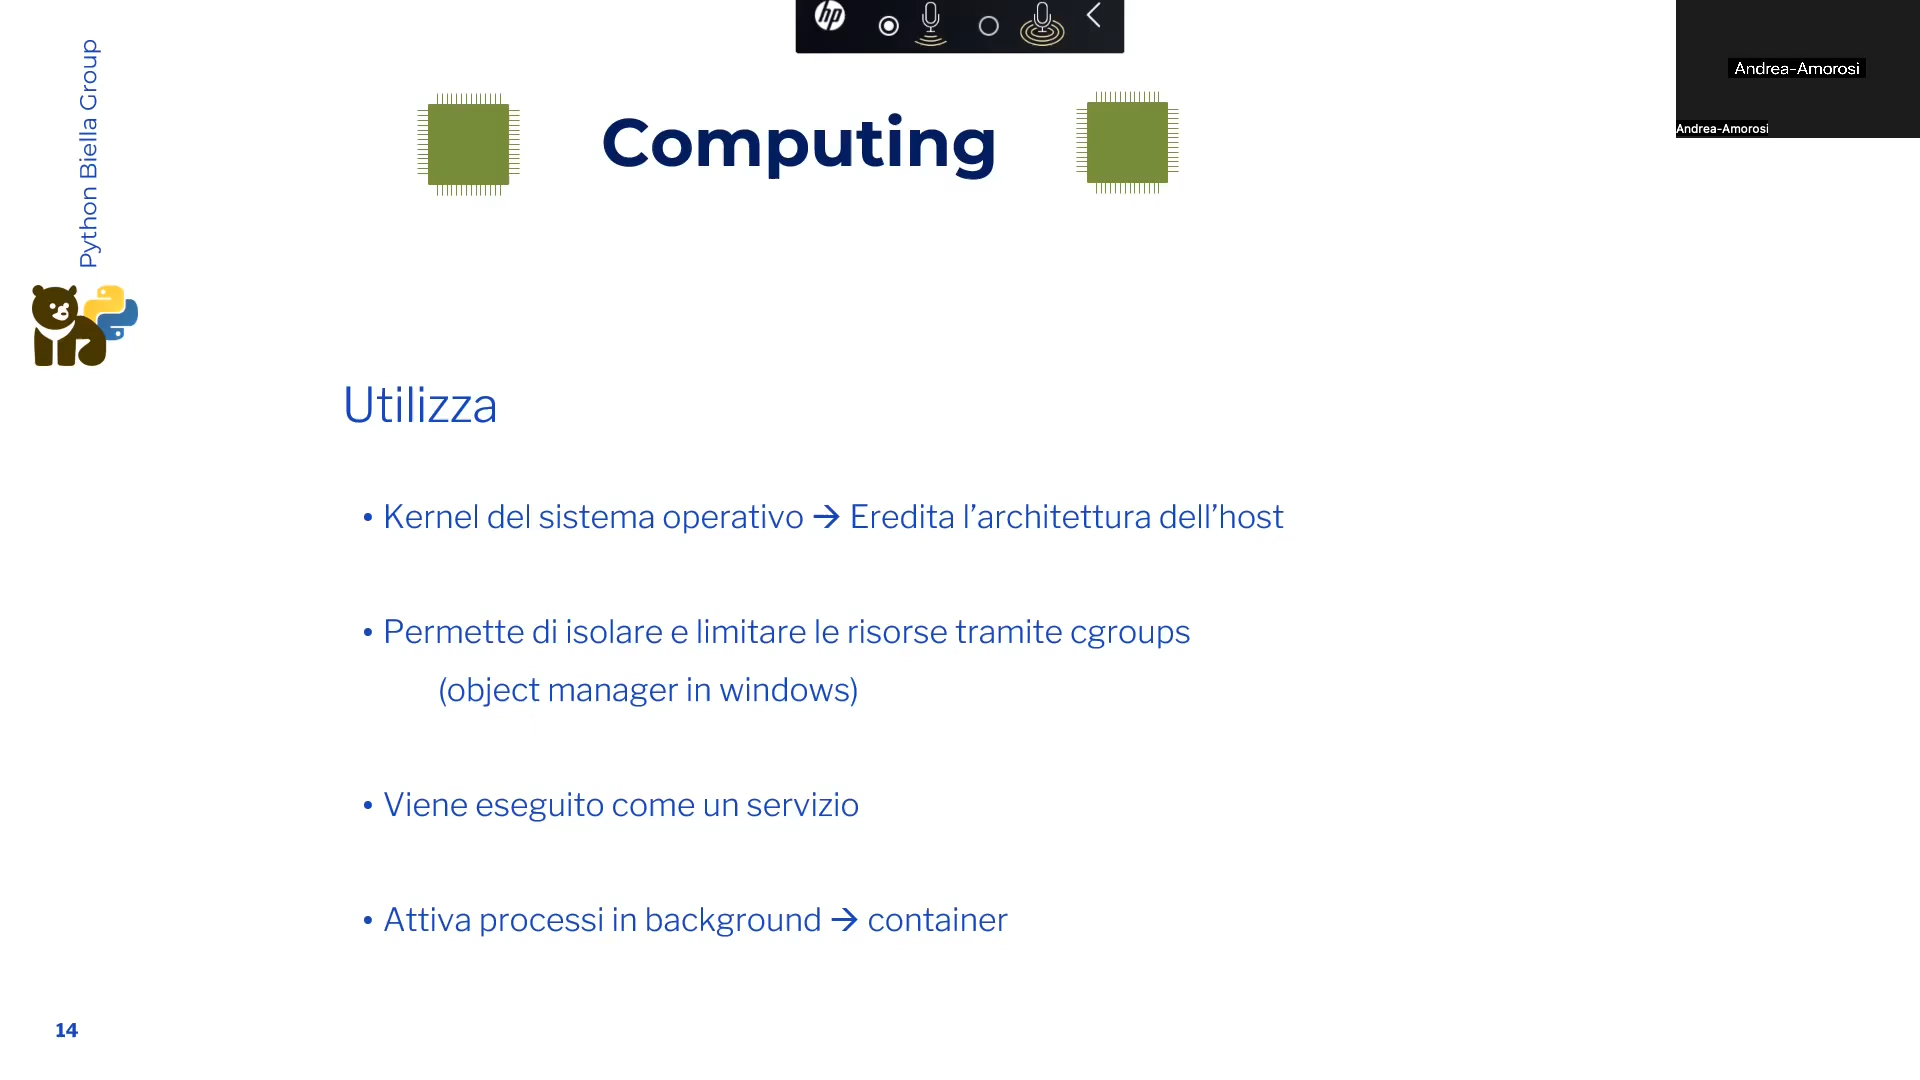 hp
Andrea-Amorosi
Andrea-Amorosi
Python Biella Group
Computing
Utilizza
• Kernel del sistema operativo → Eredita l’architettura dell’host
• Permette di isolare e limitare le risorse tramite cgroups
(object manager in windows)
• Viene eseguito come un servizio
• Attiva processi in background → container
14